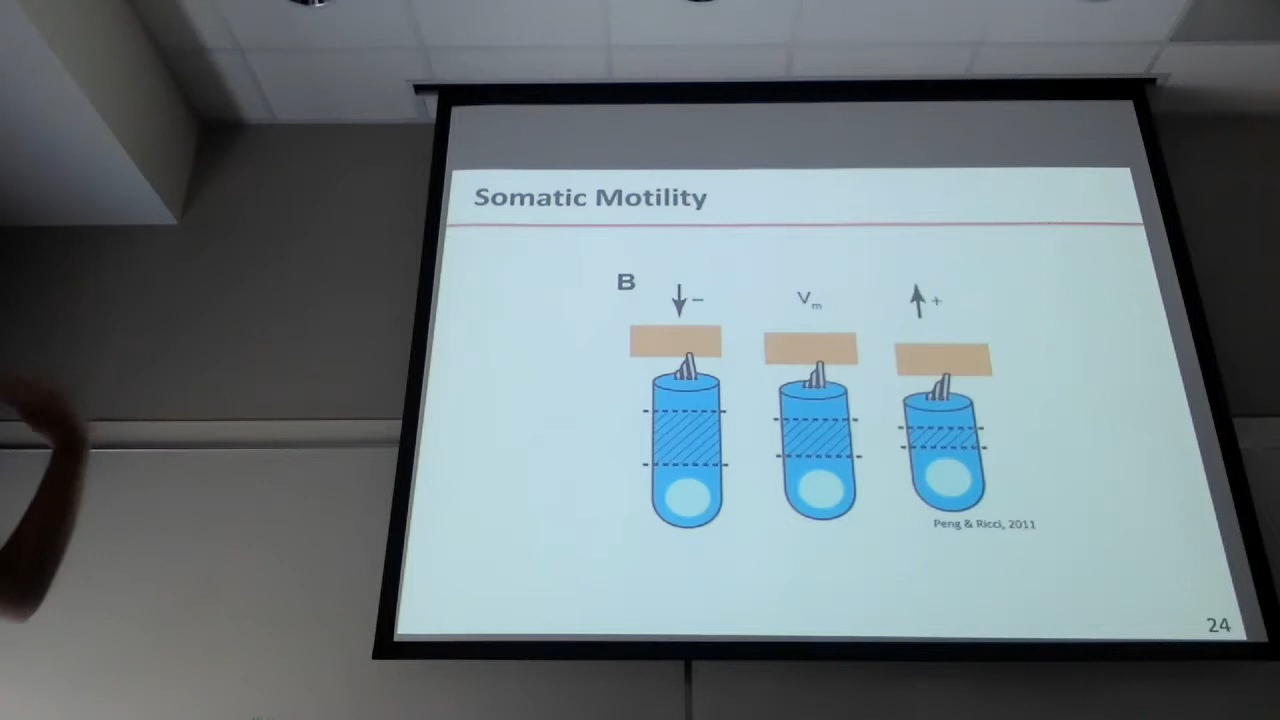 Somatic Motility
B
−
Vm
+
Peng & Ricci, 2011
24